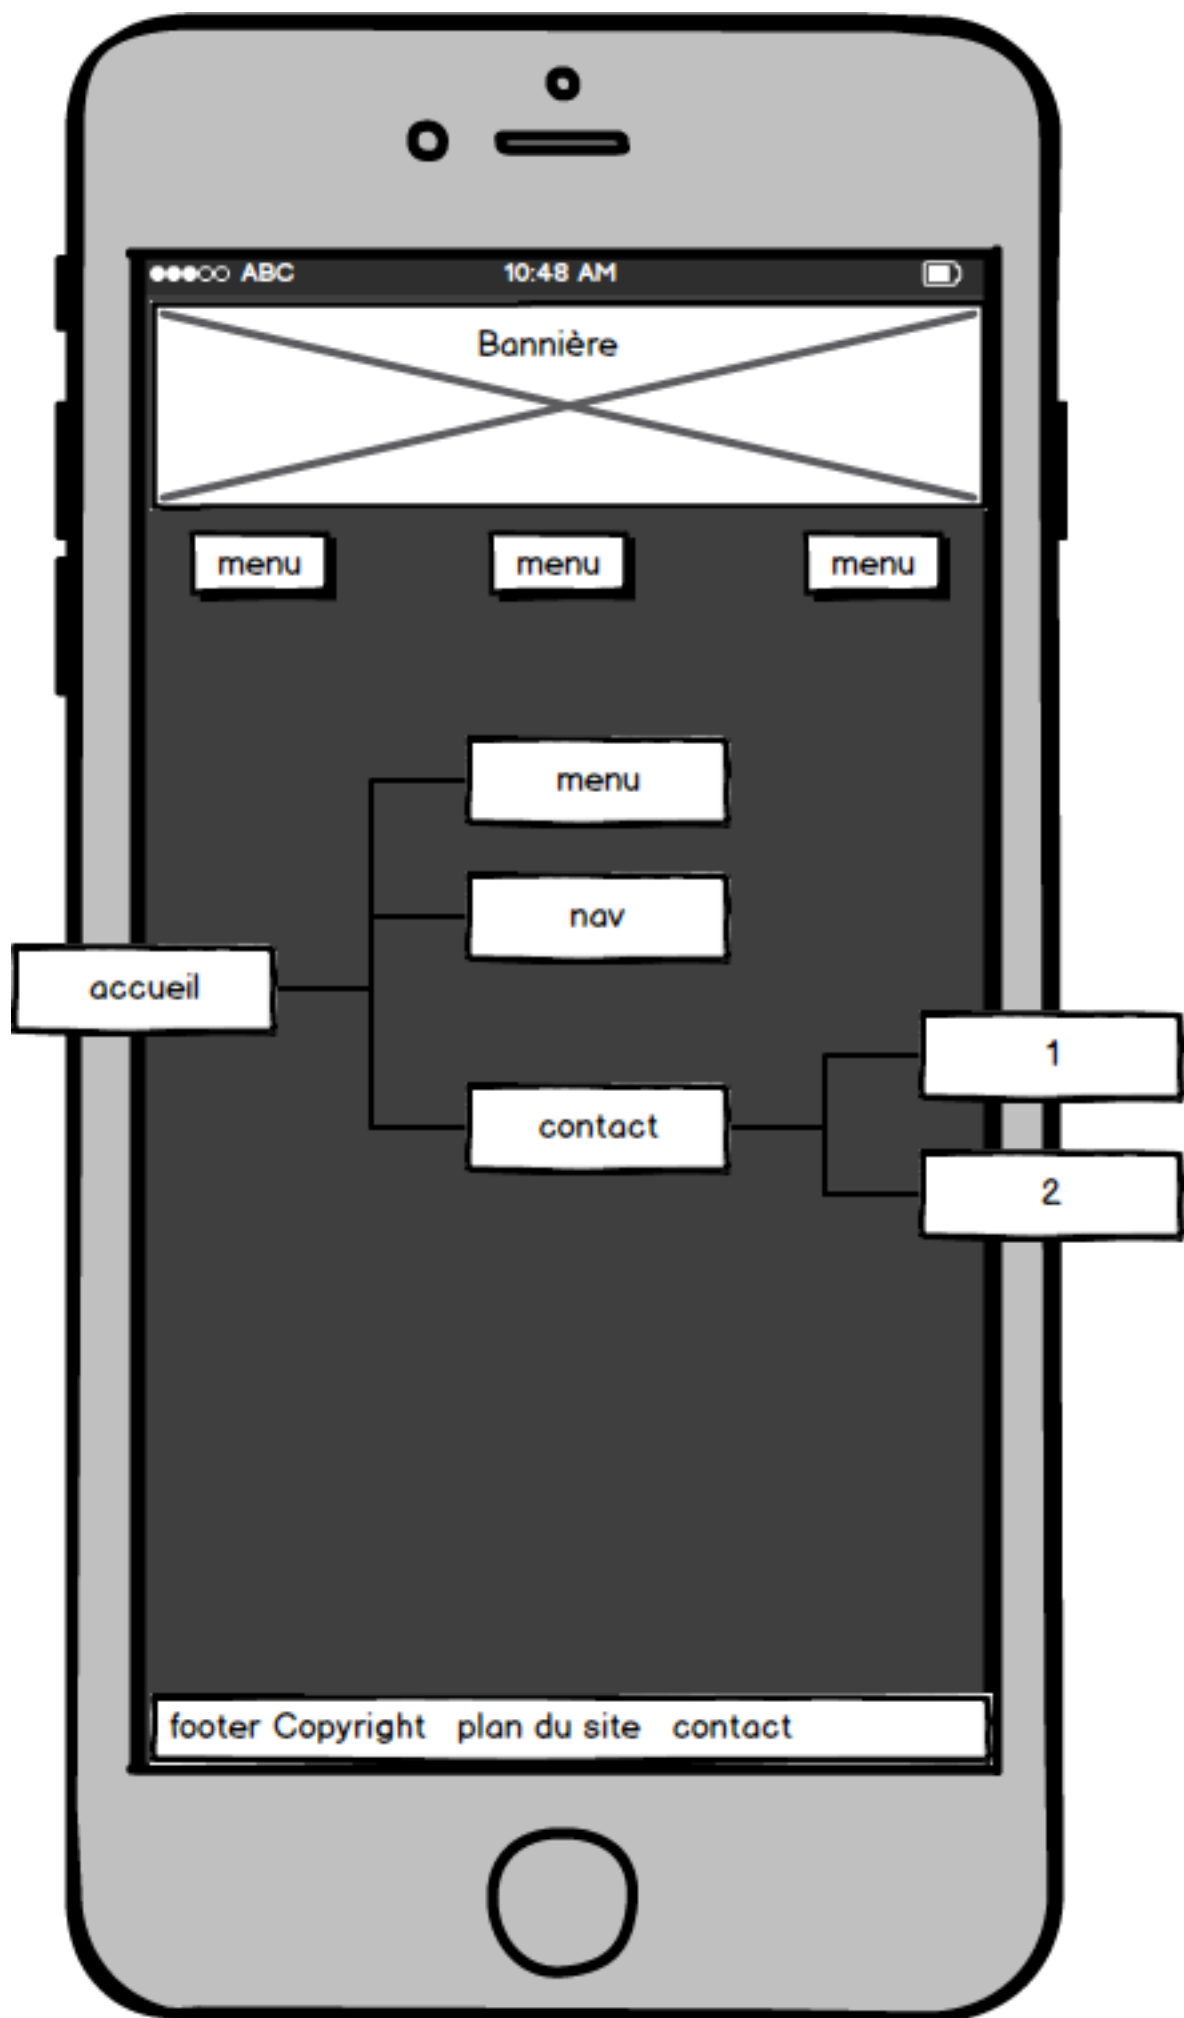 ABC 10:48 AM
Bannière
menu menu menu
menu
nav
accueil
1
contact
2
footer Copyright plan du site contact